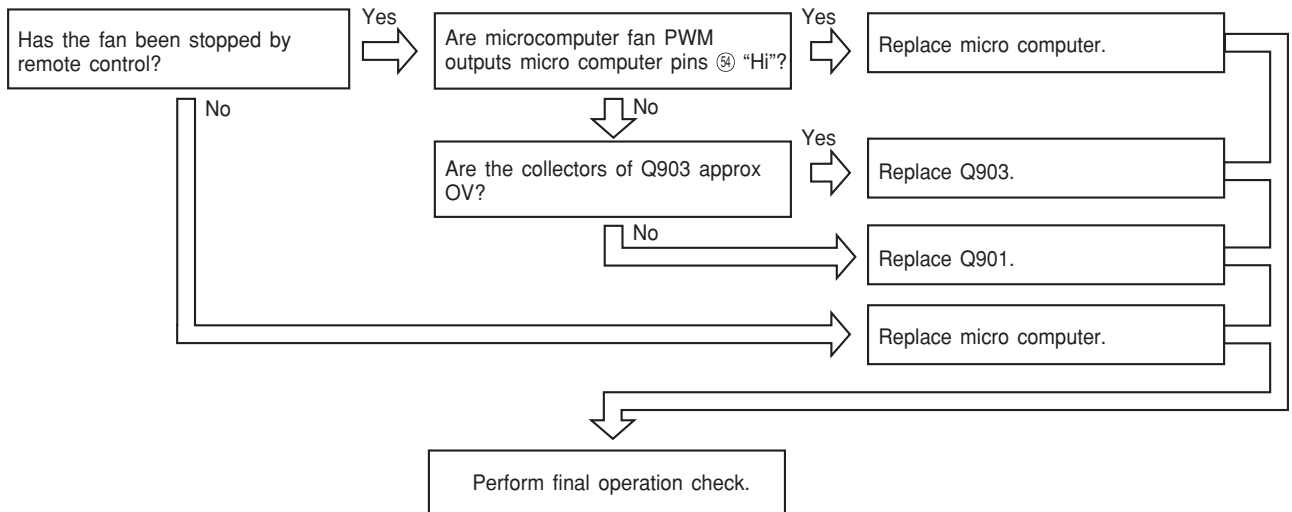 Has the fan been stopped by
remote control?
Yes
Are microcomputer fan PWM
outputs micro computer pins ㊴ “Hi”?
Yes
Replace micro computer.
No
No
Are the collectors of Q903 approx
OV?
Yes
Replace Q903.
No
Replace Q901.
Replace micro computer.
Perform final operation check.